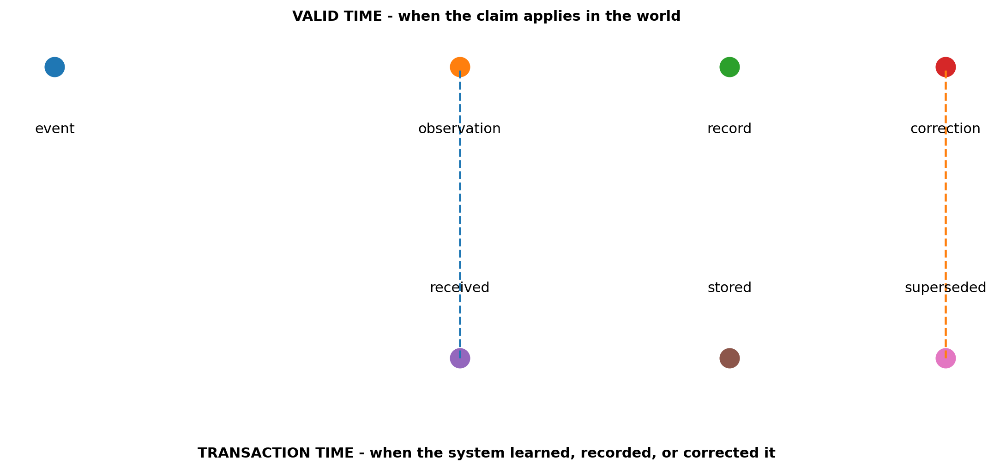 VALID TIME - when the claim applies in the world
event observation record correction
received stored superseded
TRANSACTION TIME - when the system learned, recorded, or corrected it